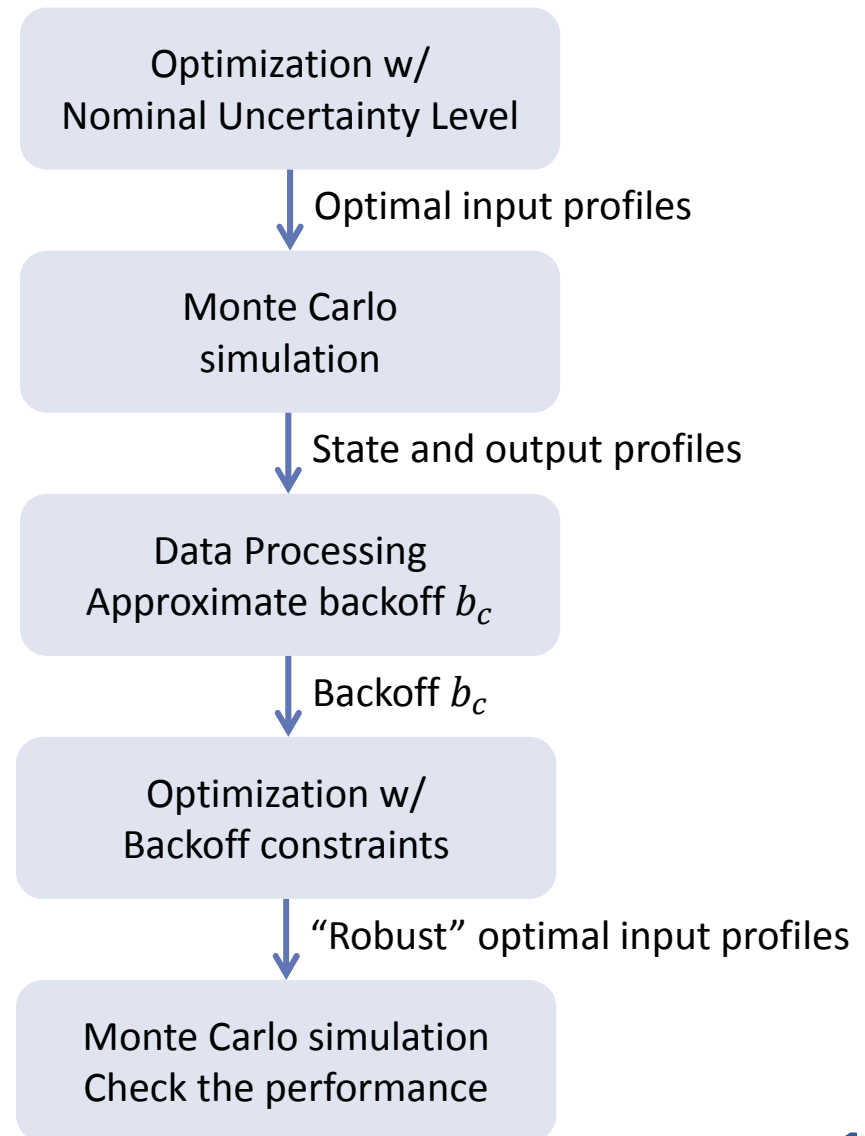 Optimization w/
Nominal Uncertainty Level
Optimal input profiles
Monte Carlo
simulation
State and output profiles
Data Processing
Approximate backoff b_c
Backoff b_c
Optimization w/
Backoff constraints
“Robust” optimal input profiles
Monte Carlo simulation
Check the performance